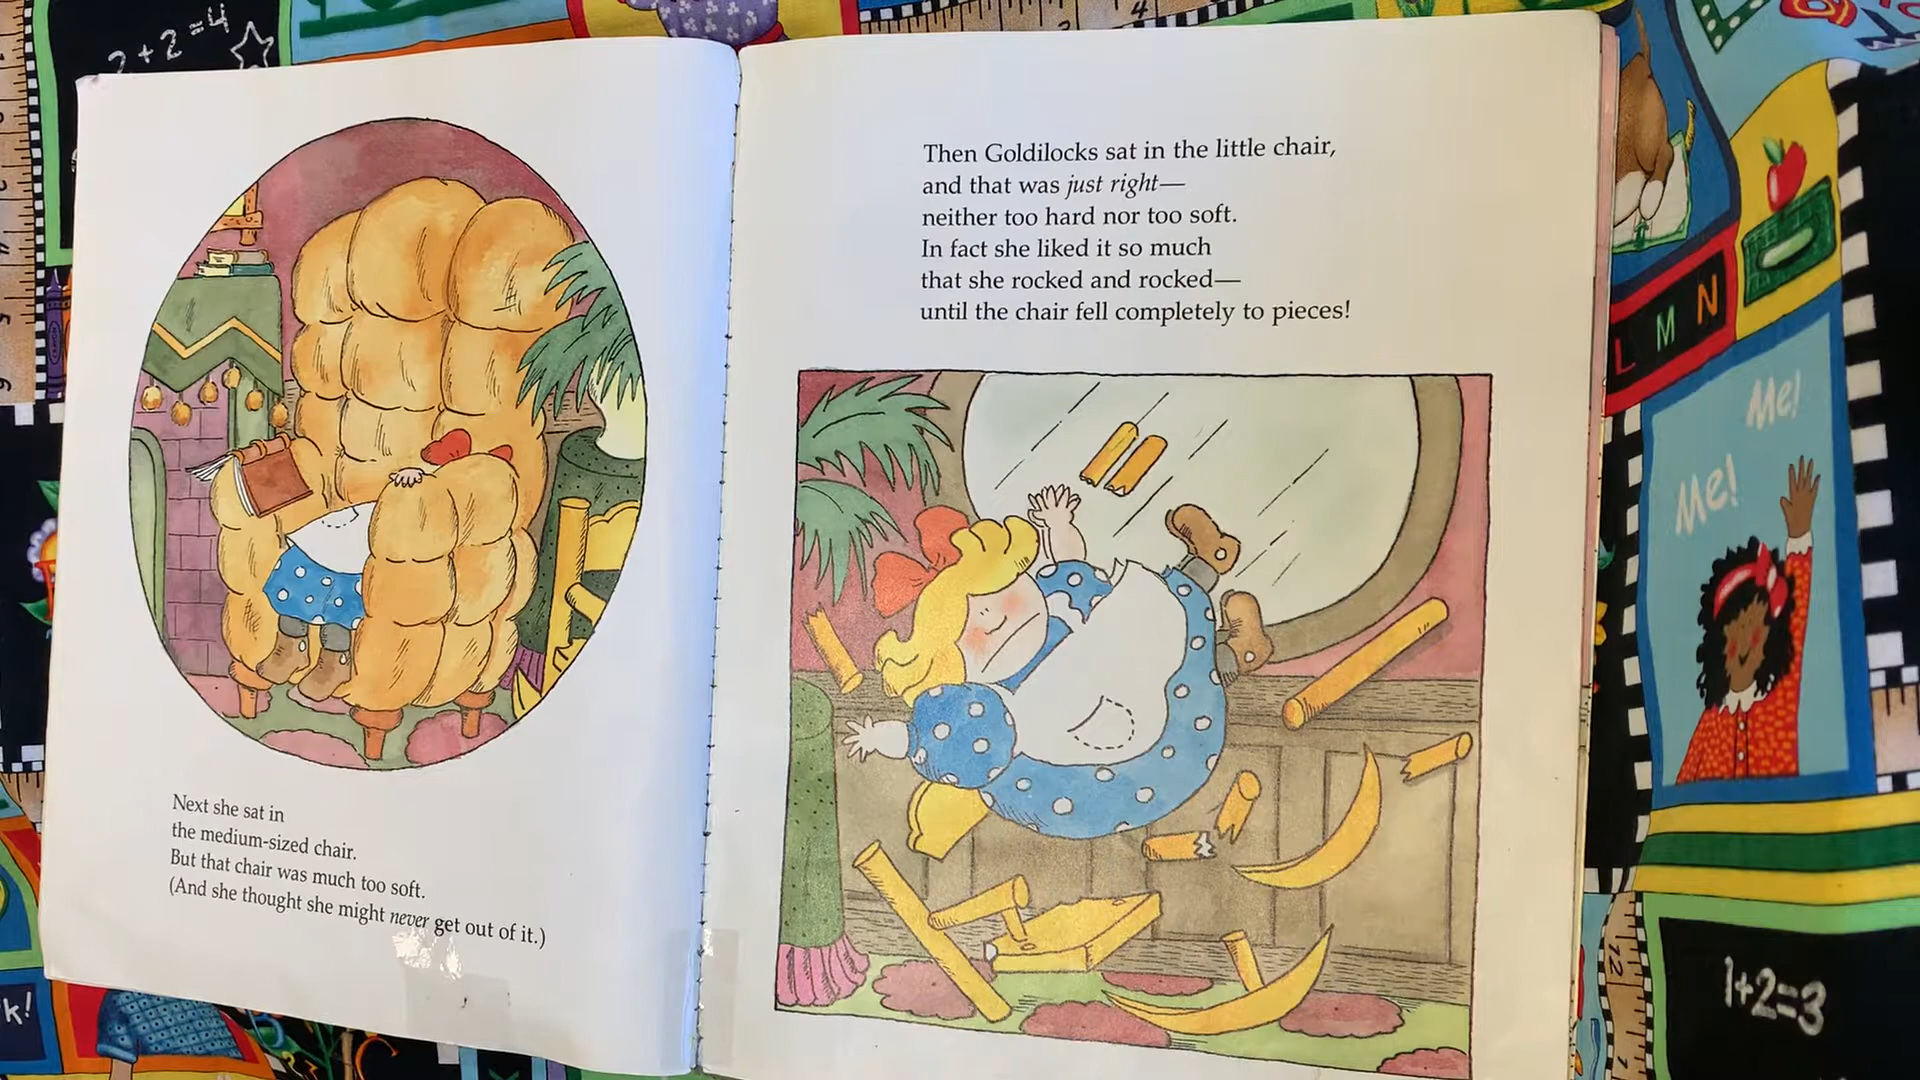 2+2=4
Next she sat in
the medium-sized chair.
But that chair was much too soft.
(And she thought she might never get out of it.)
Then Goldilocks sat in the little chair,
and that was just right—
neither too hard nor too soft.
In fact she liked it so much
that she rocked and rocked—
until the chair fell completely to pieces!
4
L M N
Me!
Me!
12
1+2=3
k!